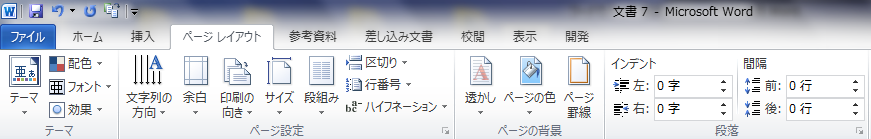 文書 7 - Microsoft Word
ファイル ホーム 挿入 ページ レイアウト 参考資料 差し込み文書 校閲 表示 開発
亜あ 配色 区切り インデント 間隔
フォント 行番号 左: 0 字 前: 0 行
テーマ 効果 文字列の方向 余白 印刷の向き サイズ 段組み ハイフネーション 透かし ページの色 ページ罫線 右: 0 字 後: 0 行
テーマ ページ設定 ページの背景 段落